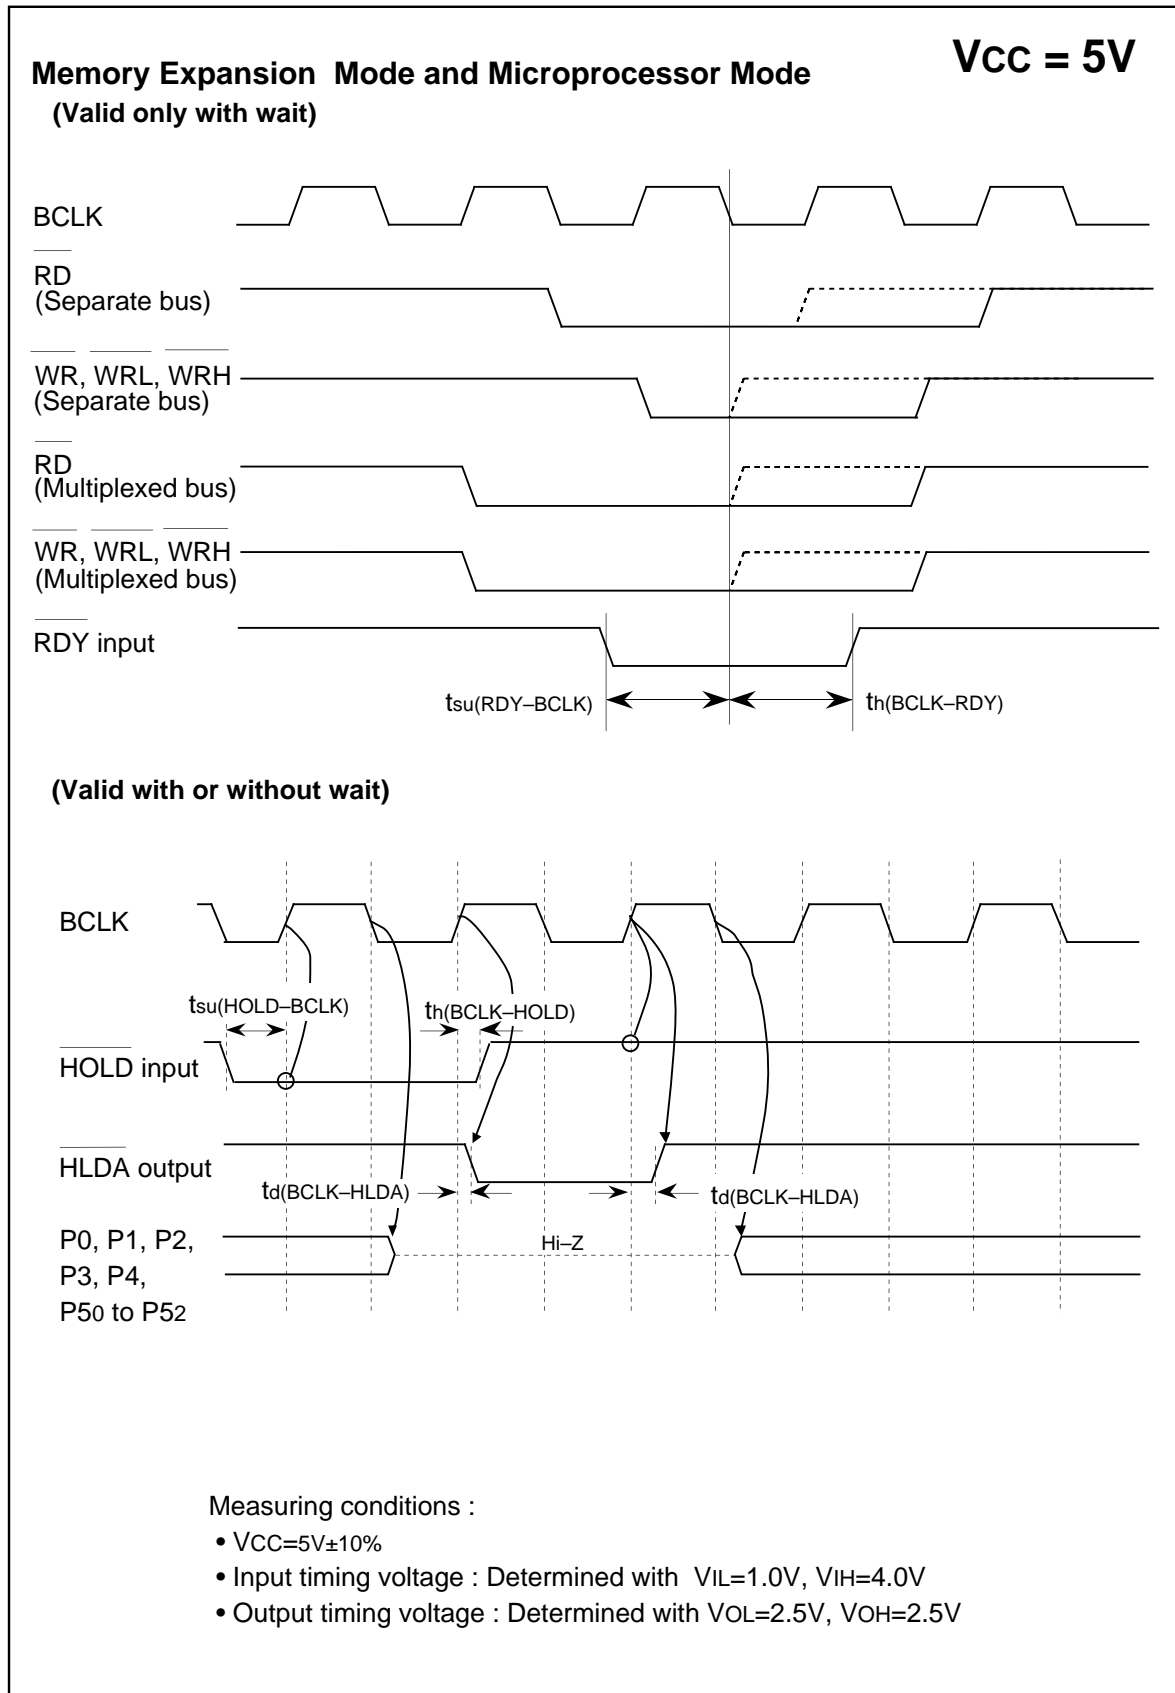 VCC = 5V
Memory Expansion Mode and Microprocessor Mode
(Valid only with wait)
BCLK
RD
(Separate bus)
WR, WRL, WRH
(Separate bus)
RD
(Multiplexed bus)
WR, WRL, WRH
(Multiplexed bus)
RDY input
tsu(RDY–BCLK)
th(BCLK–RDY)
(Valid with or without wait)
BCLK
tsu(HOLD–BCLK)
th(BCLK–HOLD)
HOLD input
HLDA output
td(BCLK–HLDA)
td(BCLK–HLDA)
P0, P1, P2,
P3, P4,
P50 to P52
Hi–Z
Measuring conditions :
• VCC=5V±10%
• Input timing voltage : Determined with VIL=1.0V, VIH=4.0V
• Output timing voltage : Determined with VOL=2.5V, VOH=2.5V